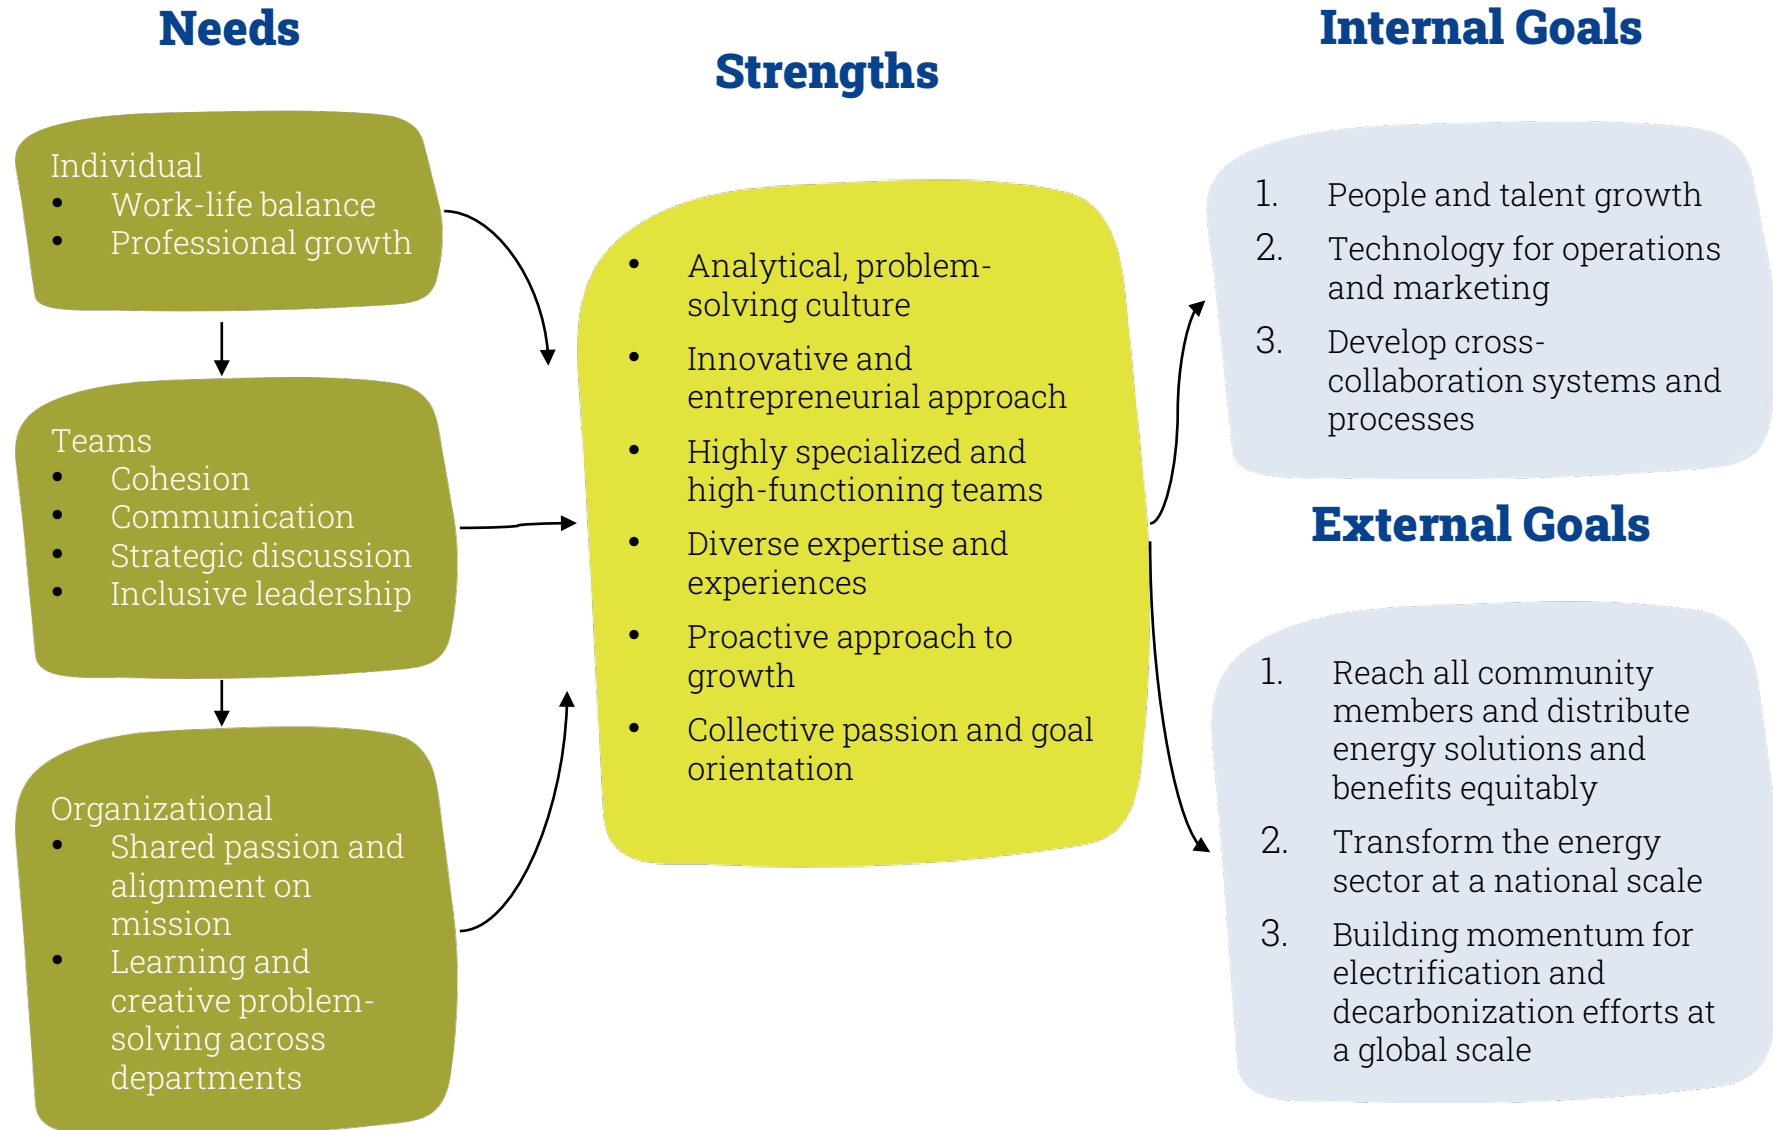 Needs
Individual
• Work-life balance
• Professional growth
Teams
• Cohesion
• Communication
• Strategic discussion
• Inclusive leadership
Organizational
• Shared passion and
alignment on
mission
• Learning and
creative problem-
solving across
departments
Strengths
• Analytical, problem-
solving culture
• Innovative and
entrepreneurial approach
• Highly specialized and
high-functioning teams
• Diverse expertise and
experiences
• Proactive approach to
growth
• Collective passion and goal
orientation
Internal Goals
1. People and talent growth
2. Technology for operations
and marketing
3. Develop cross-
collaboration systems and
processes
External Goals
1. Reach all community
members and distribute
energy solutions and
benefits equitably
2. Transform the energy
sector at a national scale
3. Building momentum for
electrification and
decarbonization efforts at
a global scale